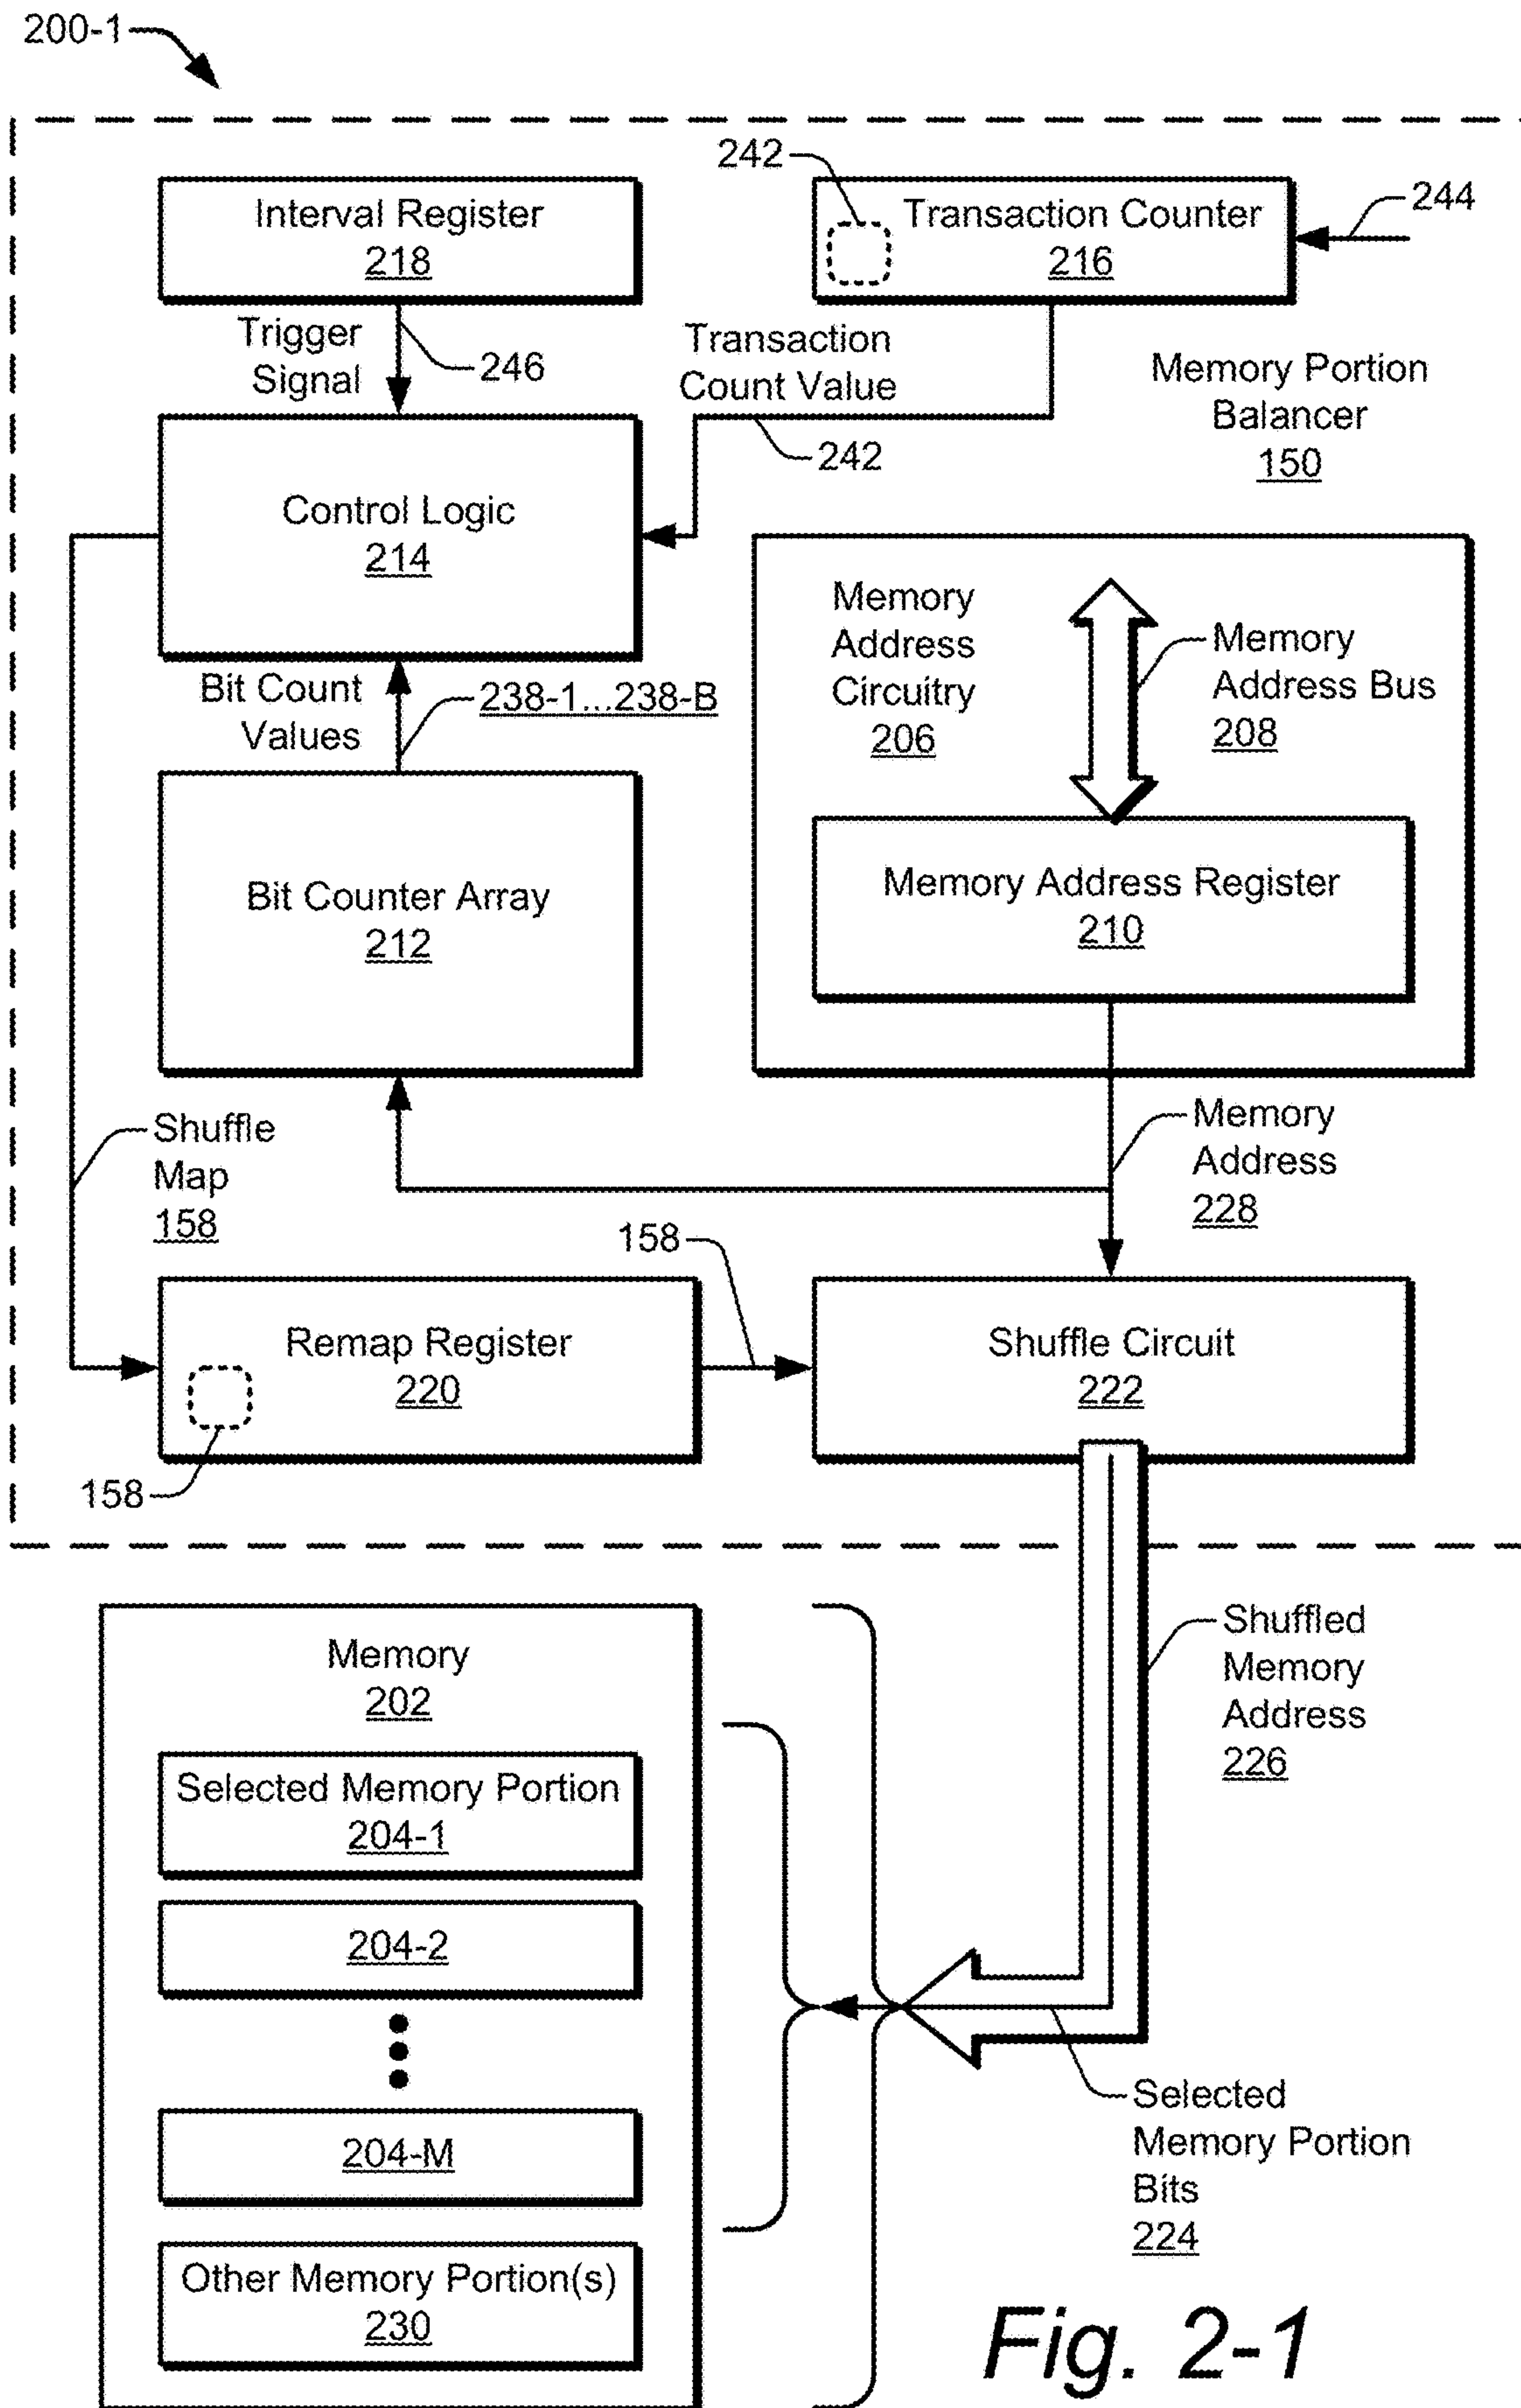 200-1
242
Interval Register
218
Transaction Counter
216
244
Trigger
Signal
246
Transaction
Count Value
242
Memory Portion
Balancer
150
Control Logic
214
Memory
Address
Circuitry
206
Memory
Address Bus
208
Bit Count
Values
238-1...238-B
Bit Counter Array
212
Memory Address Register
210
Shuffle
Map
158
Memory
Address
228
158
Remap Register
220
158
Shuffle Circuit
222
Memory
202
Selected Memory Portion
204-1
204-2
204-M
Other Memory Portion(s)
230
Shuffled
Memory
Address
226
Selected
Memory Portion
Bits
224
Fig. 2-1